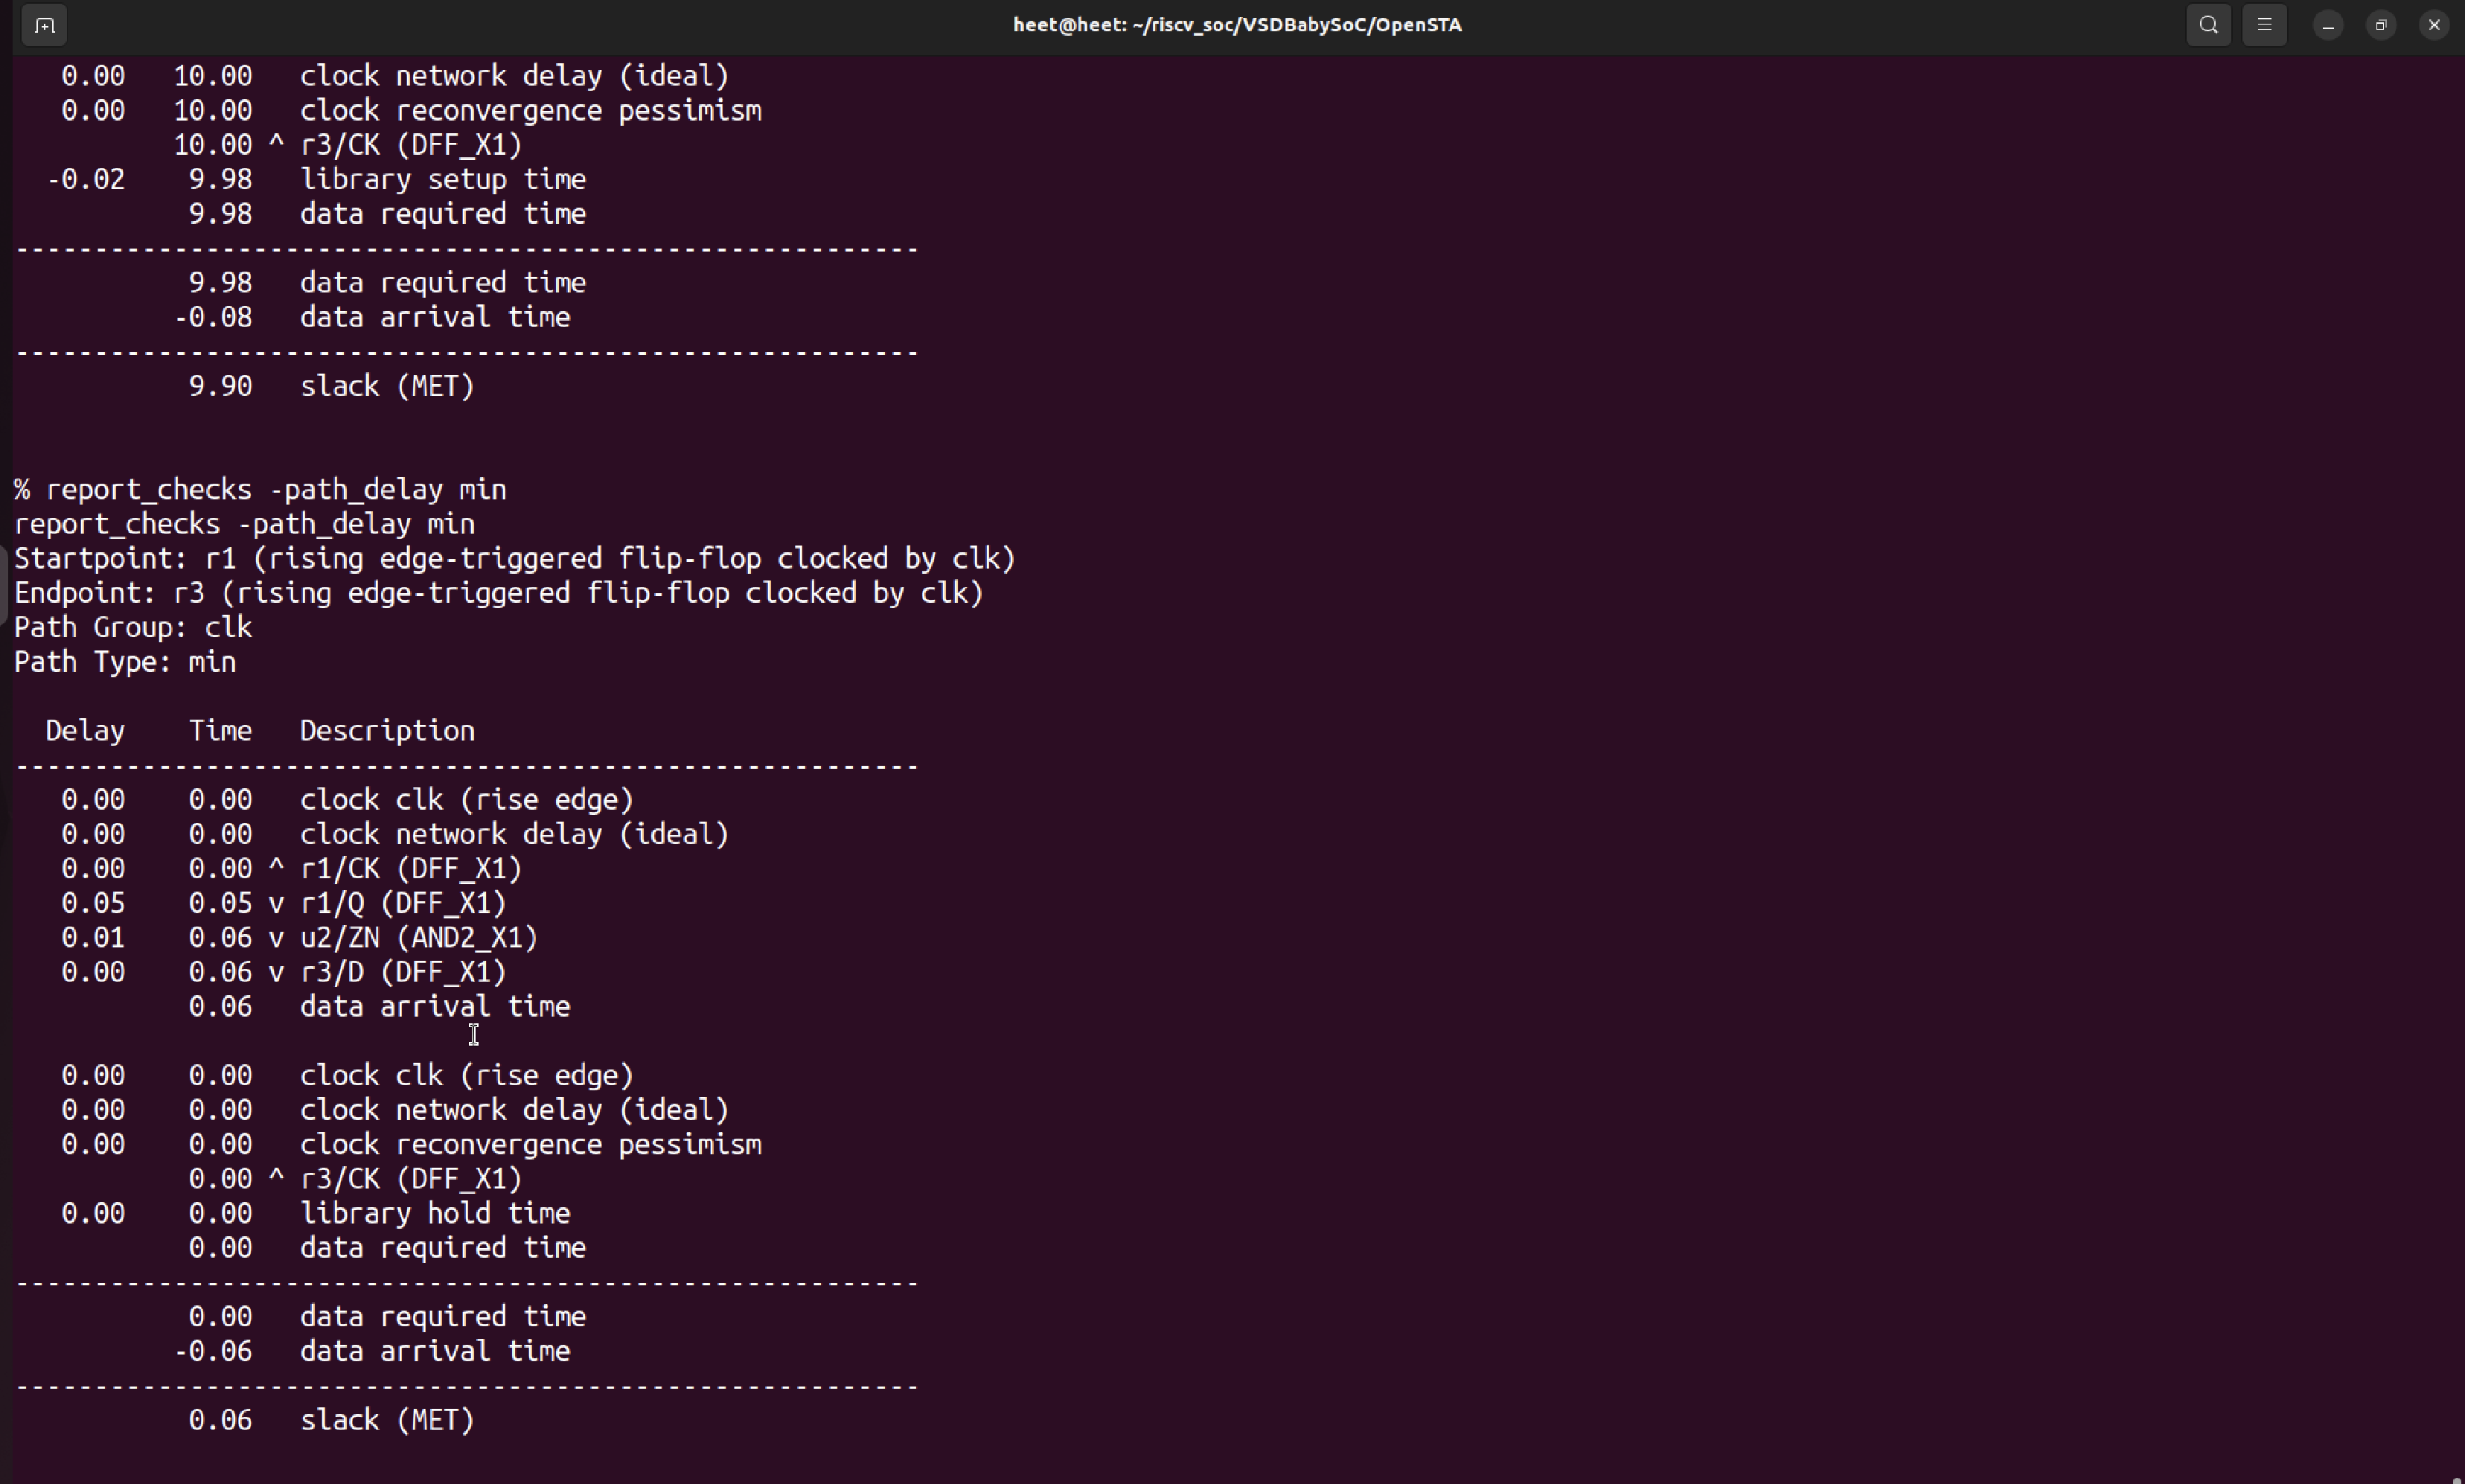 heet@heet: ~/riscv_soc/VSDBabySoC/OpenSTA
0.00 10.00 clock network delay (ideal)
0.00 10.00 clock reconvergence pessimism
10.00 ^ r3/CK (DFF_X1)
-0.02 9.98 library setup time
9.98 data required time
---------------------------------------------------------
9.98 data required time
-0.08 data arrival time
---------------------------------------------------------
9.90 slack (MET)
% report_checks -path_delay min
report_checks -path_delay min
Startpoint: r1 (rising edge-triggered flip-flop clocked by clk)
Endpoint: r3 (rising edge-triggered flip-flop clocked by clk)
Path Group: clk
Path Type: min
Delay Time Description
---------------------------------------------------------
0.00 0.00 clock clk (rise edge)
0.00 0.00 clock network delay (ideal)
0.00 0.00 ^ r1/CK (DFF_X1)
0.05 0.05 v r1/Q (DFF_X1)
0.01 0.06 v u2/ZN (AND2_X1)
0.00 0.06 v r3/D (DFF_X1)
0.06 data arrival time
0.00 0.00 clock clk (rise edge)
0.00 0.00 clock network delay (ideal)
0.00 0.00 clock reconvergence pessimism
0.00 ^ r3/CK (DFF_X1)
0.00 0.00 library hold time
0.00 data required time
---------------------------------------------------------
0.00 data required time
-0.06 data arrival time
---------------------------------------------------------
0.06 slack (MET)